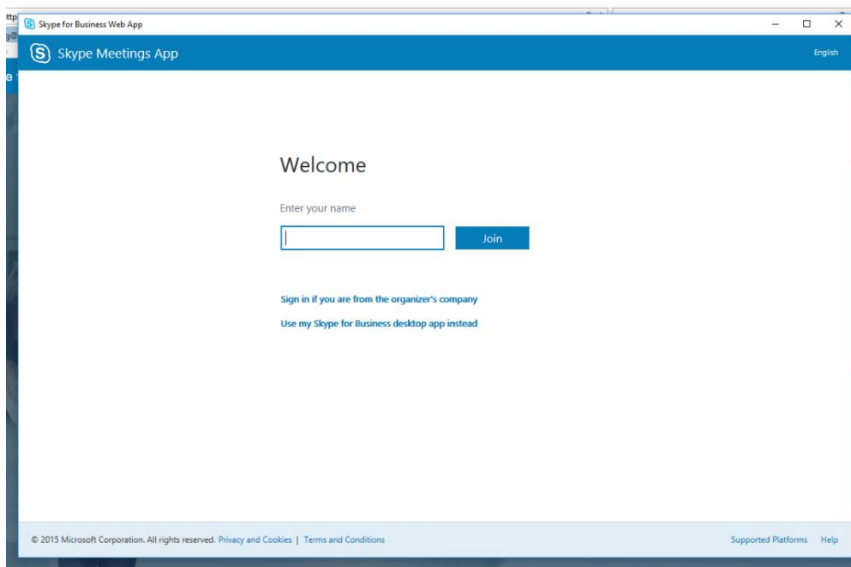 Skype for Business Web App
Skype Meetings App
English
Welcome
Enter your name
Join
Sign in if you are from the organizer's company
Use my Skype for Business desktop app instead
© 2015 Microsoft Corporation. All rights reserved. Privacy and Cookies | Terms and Conditions
Supported Platforms Help